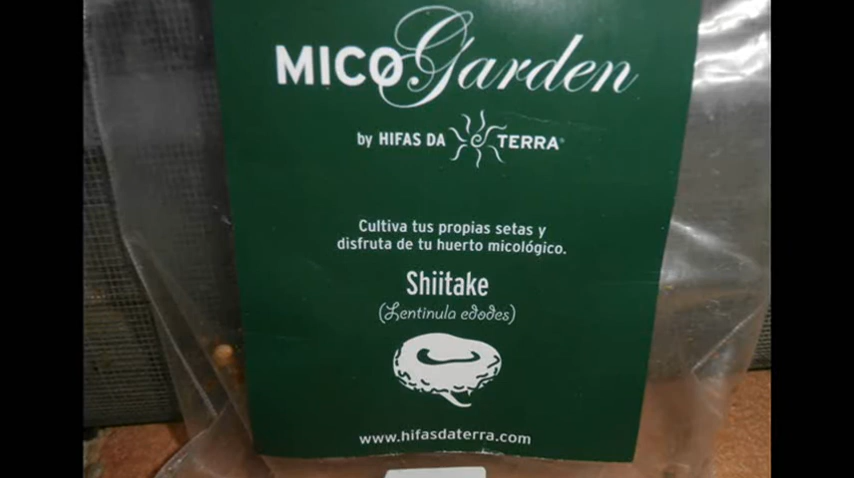 MICOGarden
by HIFAS DA TERRA®
Cultiva tus propias setas y
disfruta de tu huerto micológico.
Shiitake
(Lentinula edodes)
www.hifasdaterra.com